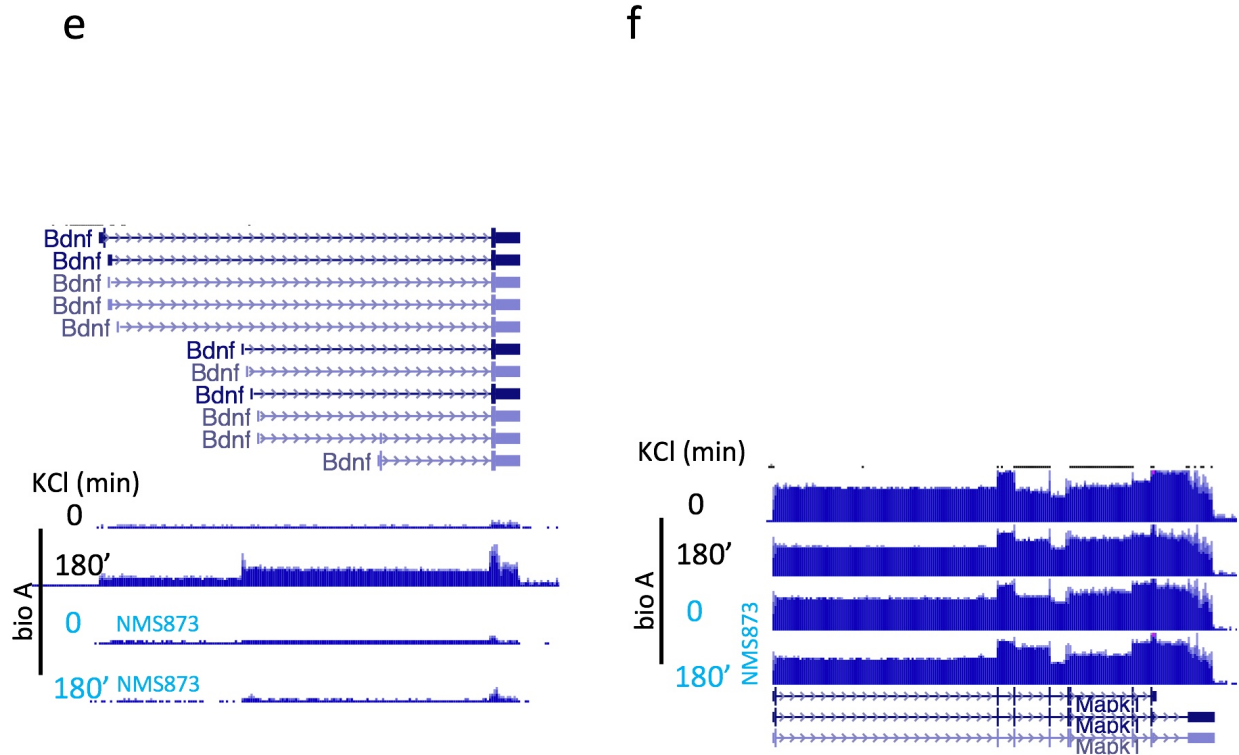 e
Bdnf
Bdnf
Bdnf
Bdnf
Bdnf
Bdnf
Bdnf
Bdnf
Bdnf
Bdnf
Bdnf
KCl (min)
0
180’
0 NMS873
180’ NMS873
bio A
f
KCl (min)
0
180’
0
180’
bio A
NMS873
Mapk1
Mapk1
Mapk1